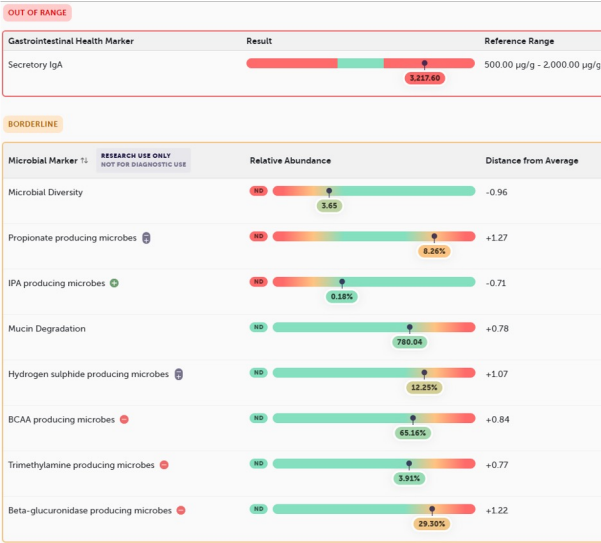 OUT OF RANGE
Gastrointestinal Health Marker Result Reference Range
Secretory IgA 500.00 µg/g - 2,000.00 µg/g
3,217.60
BORDERLINE
Microbial Marker ↑↓ RESEARCH USE ONLY Relative Abundance Distance from Average
NOT FOR DIAGNOSTIC USE
Microbial Diversity ND -0.96
3.65
Propionate producing microbes ND +1.27
8.26%
IPA producing microbes ND -0.71
0.18%
Mucin Degradation ND +0.78
780.04
Hydrogen sulphide producing microbes ND +1.07
12.25%
BCAA producing microbes ND +0.84
65.16%
Trimethylamine producing microbes ND +0.77
3.91%
Beta-glucuronidase producing microbes ND +1.22
29.30%